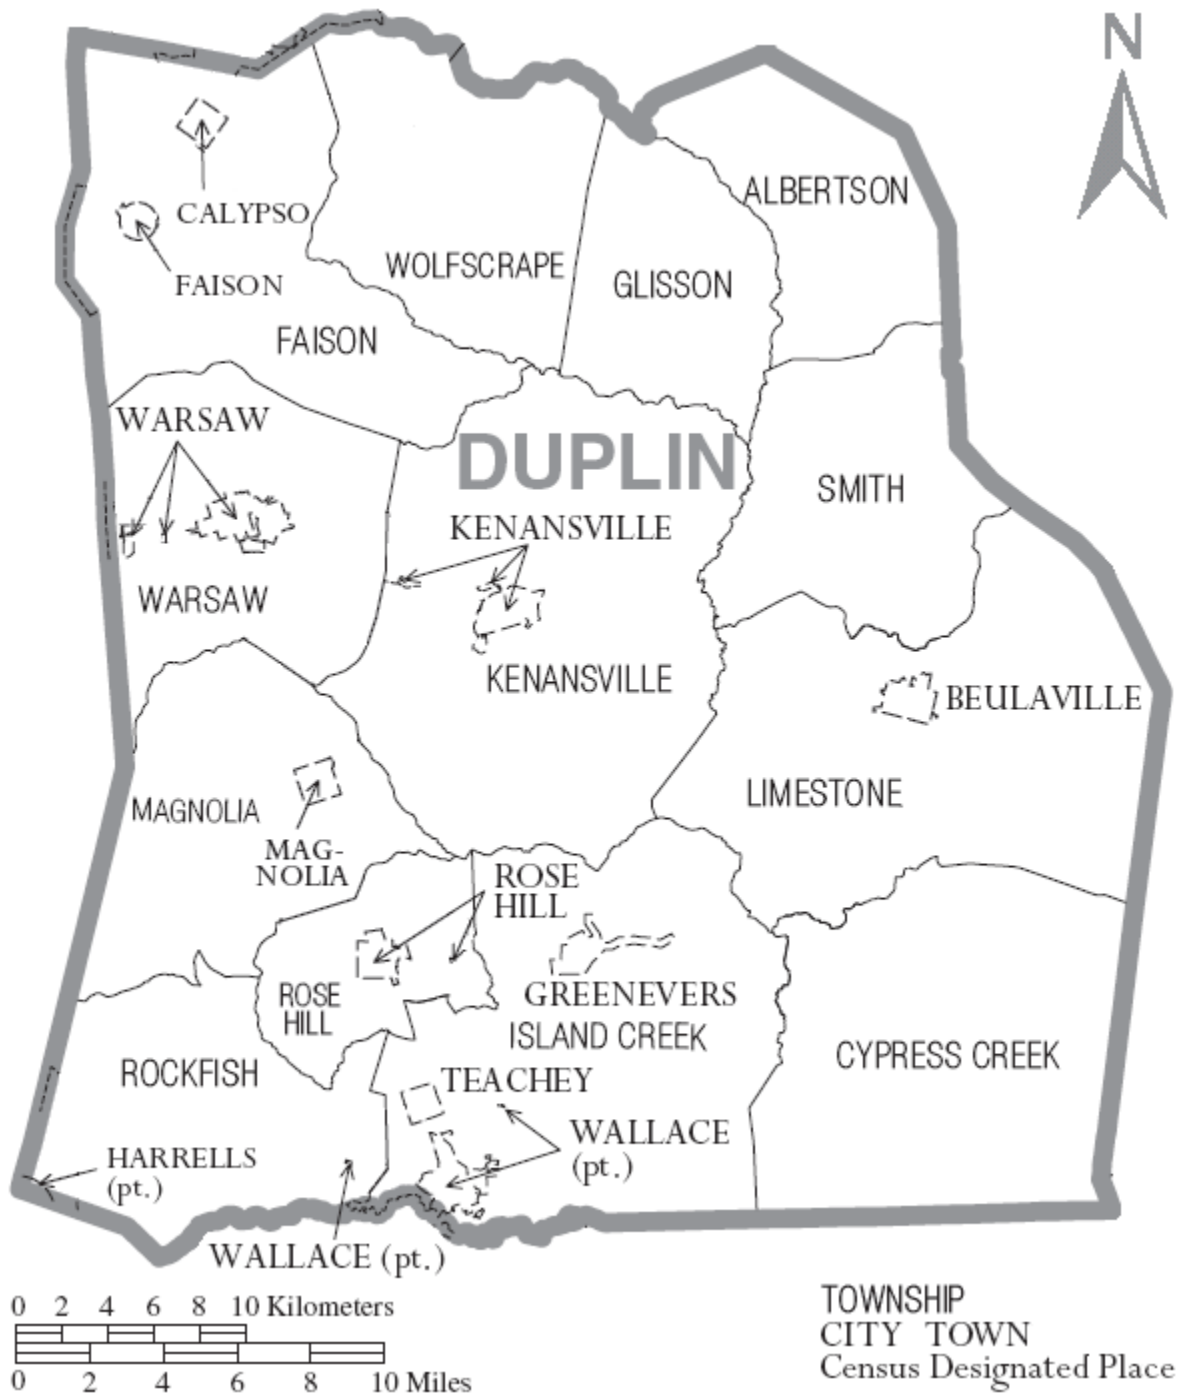 N
ALBERTSON
CALYPSO
WOLFSCRAPE
GLISSON
FAISON
FAISON
WARSAW
DUPLIN
SMITH
KENANSVILLE
WARSAW
KENANSVILLE
BEULAVILLE
LIMESTONE
MAGNOLIA
MAG-
NOLIA
ROSE
HILL
ROSE
HILL
GREENEVERS
ISLAND CREEK
CYPRESS CREEK
ROCKFISH
TEACHEY
WALLACE
(pt.)
HARRELLS
(pt.)
WALLACE (pt.)
0 2 4 6 8 10 Kilometers
0 2 4 6 8 10 Miles
TOWNSHIP
CITY TOWN
Census Designated Place